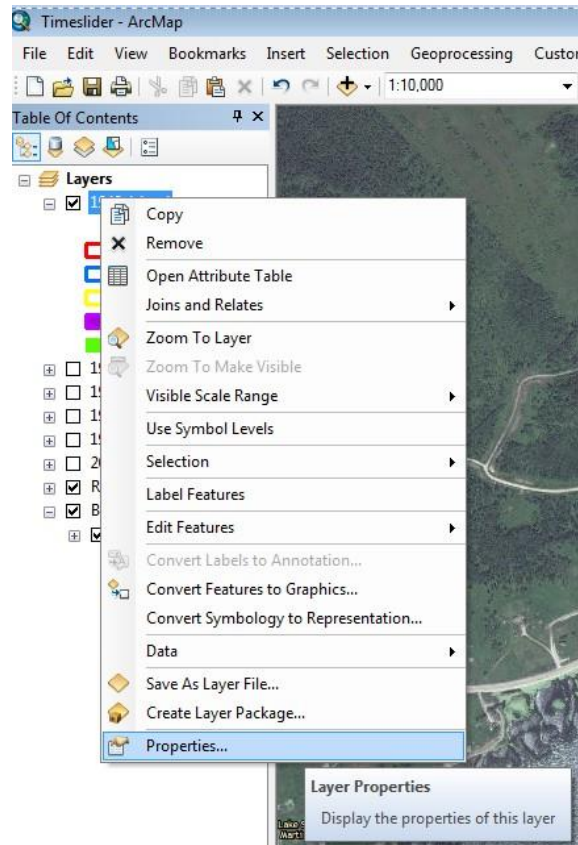 Timeslider - ArcMap
File Edit View Bookmarks Insert Selection Geoprocessing Custor
1:10,000
Table Of Contents
Layers
Copy
Remove
Open Attribute Table
Joins and Relates
Zoom To Layer
Zoom To Make Visible
Visible Scale Range
Use Symbol Levels
Selection
Label Features
Edit Features
Convert Labels to Annotation...
Convert Features to Graphics...
Convert Symbology to Representation...
Data
Save As Layer File...
Create Layer Package...
Properties...
Layer Properties
Display the properties of this layer